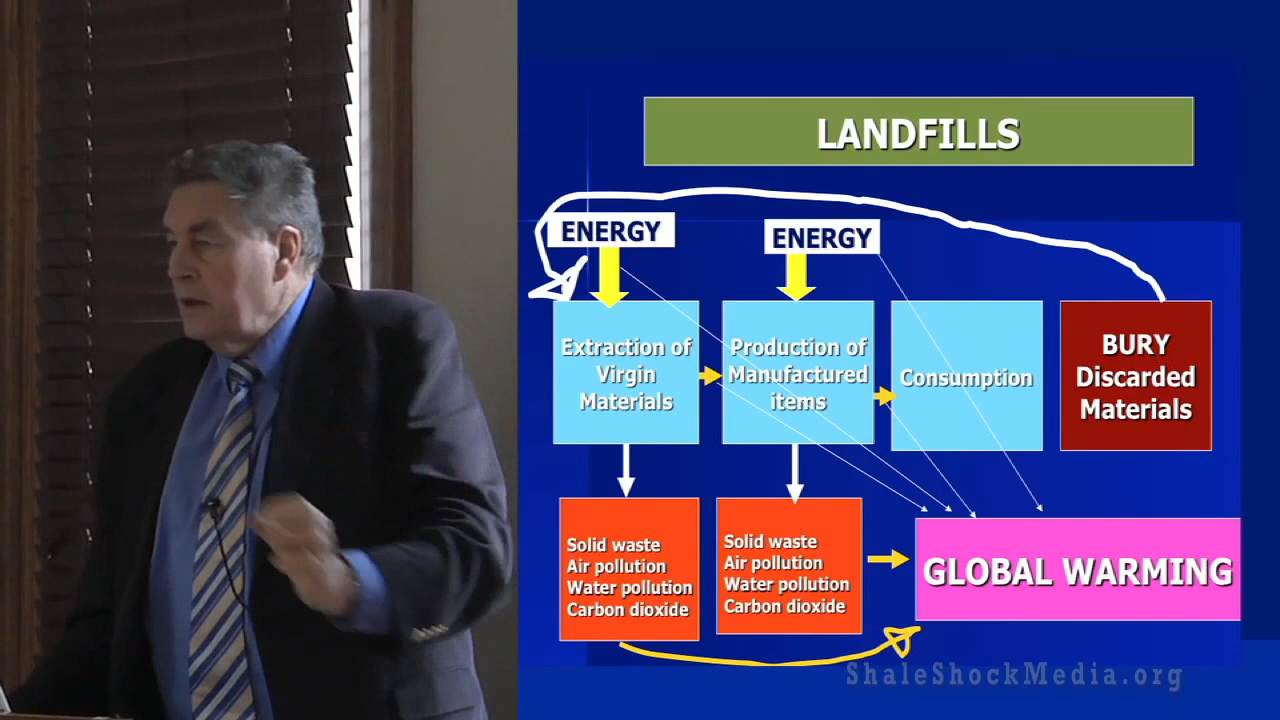 LANDFILLS
ENERGY
ENERGY
Extraction of
Virgin
Materials
Production of
Manufactured
items
Consumption
BURY
Discarded
Materials
Solid waste
Air pollution
Water pollution
Carbon dioxide
Solid waste
Air pollution
Water pollution
Carbon dioxide
GLOBAL WARMING
ShaleShockMedia.org